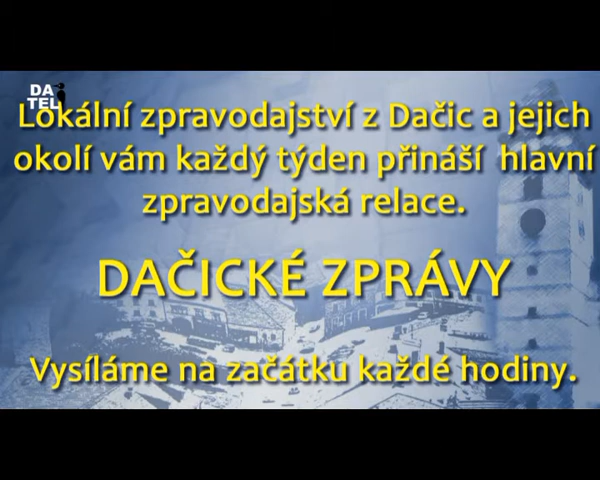 DA
TEL
Lokální zpravodajství z Dačic a jejich
okolí vám každý týden přináší hlavní
zpravodajská relace.
DAČICKÉ ZPRÁVY
Vysíláme na začátku každé hodiny.